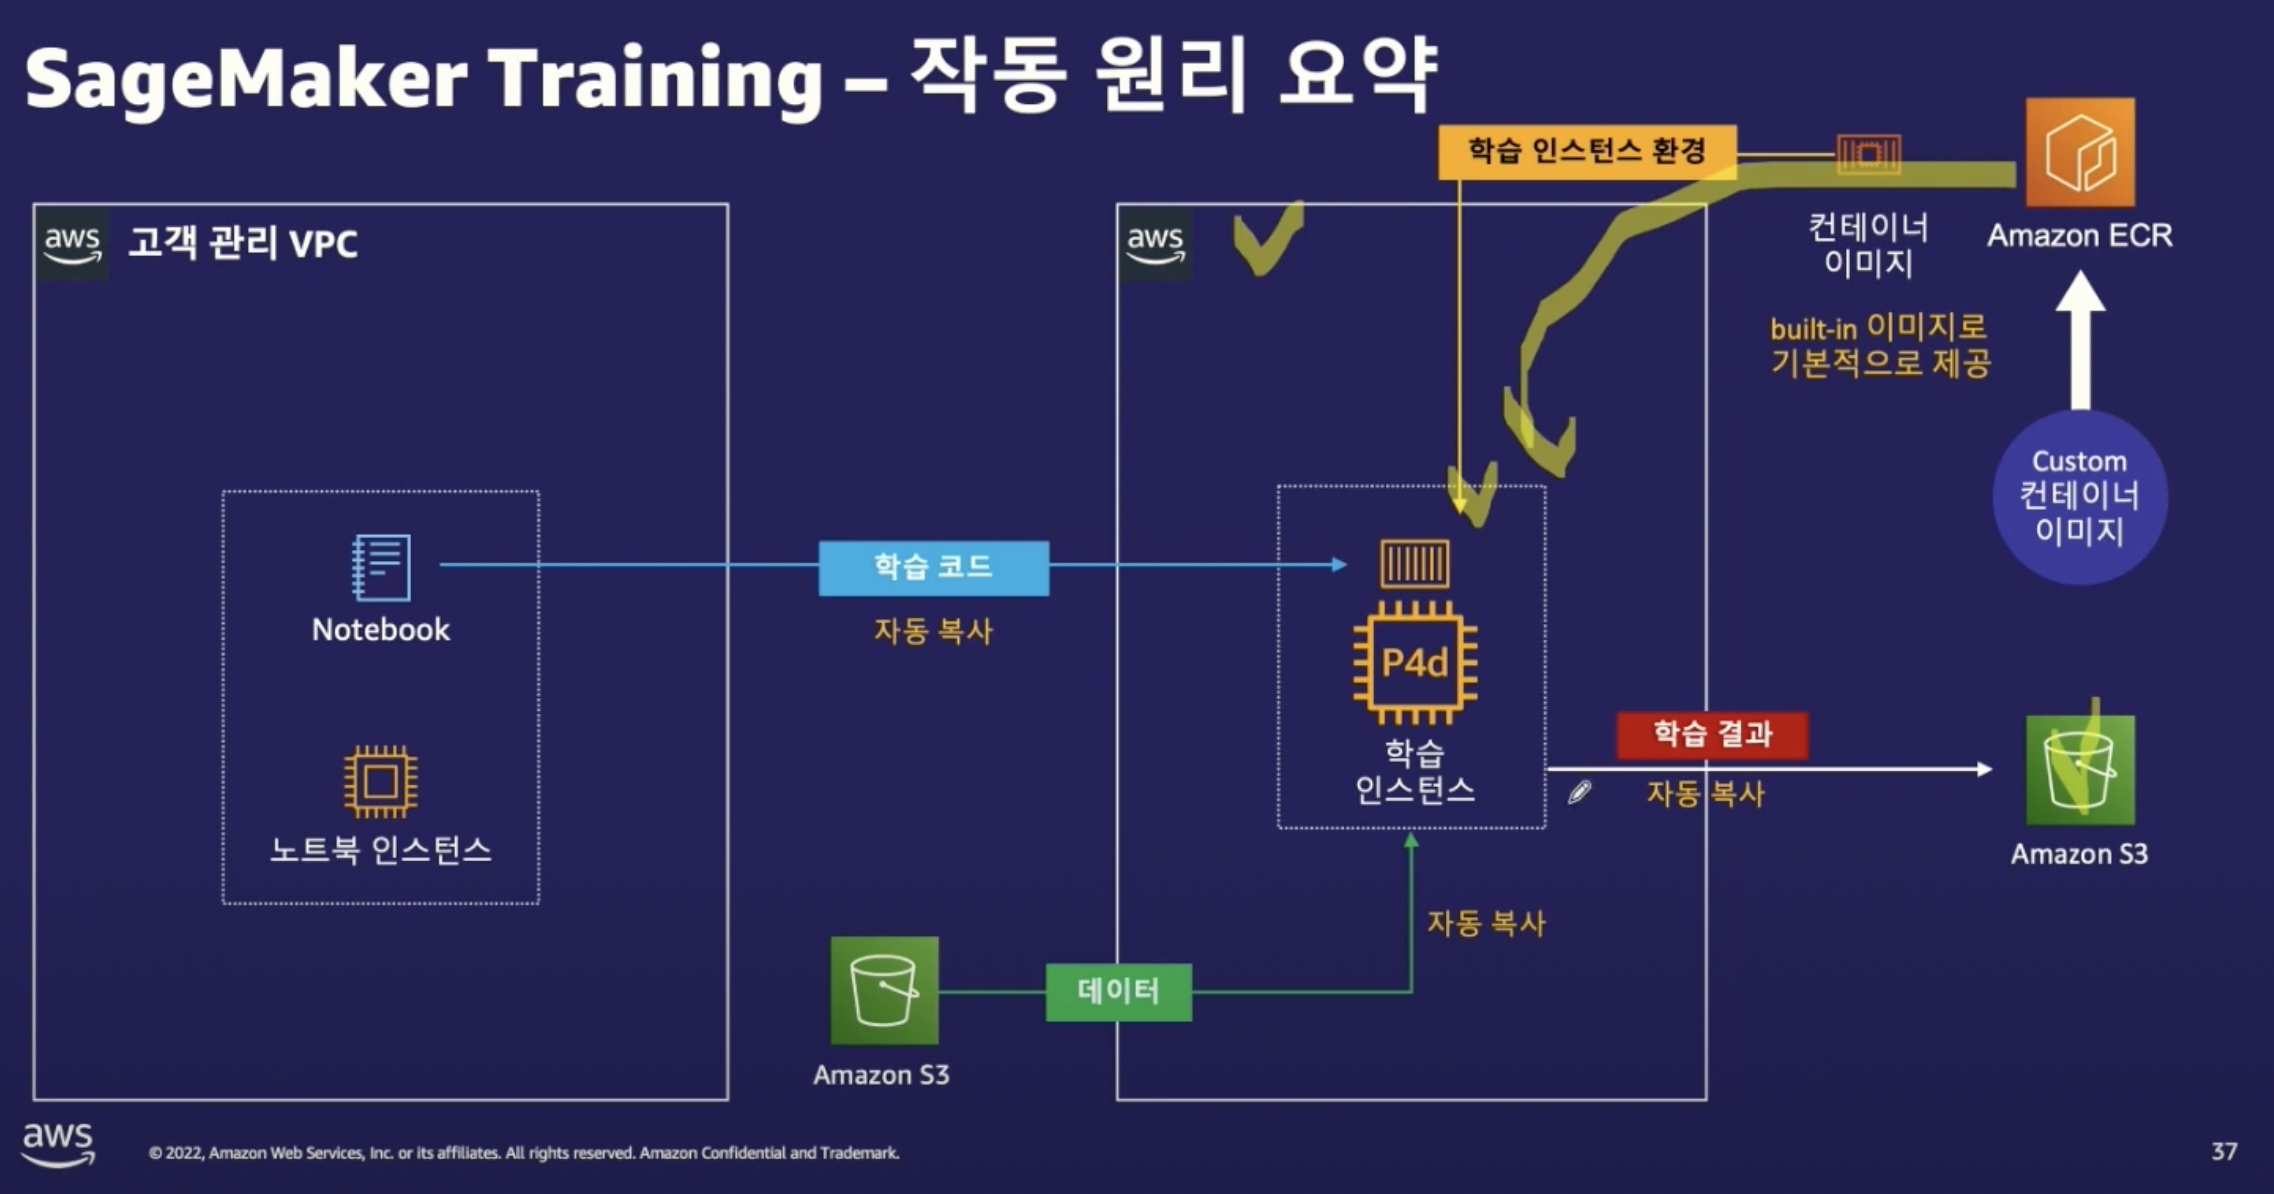 SageMaker Training – 작동 원리 요약
학습 인스턴스 환경
컨테이너
이미지
Amazon ECR
built-in 이미지로
기본적으로 제공
Custom
컨테이너
이미지
aws
고객 관리 VPC
Notebook
노트북 인스턴스
학습 코드
자동 복사
aws
P4d
학습
인스턴스
학습 결과
자동 복사
Amazon S3
자동 복사
데이터
Amazon S3
aws
© 2022, Amazon Web Services, Inc. or its affiliates. All rights reserved. Amazon Confidential and Trademark.
37